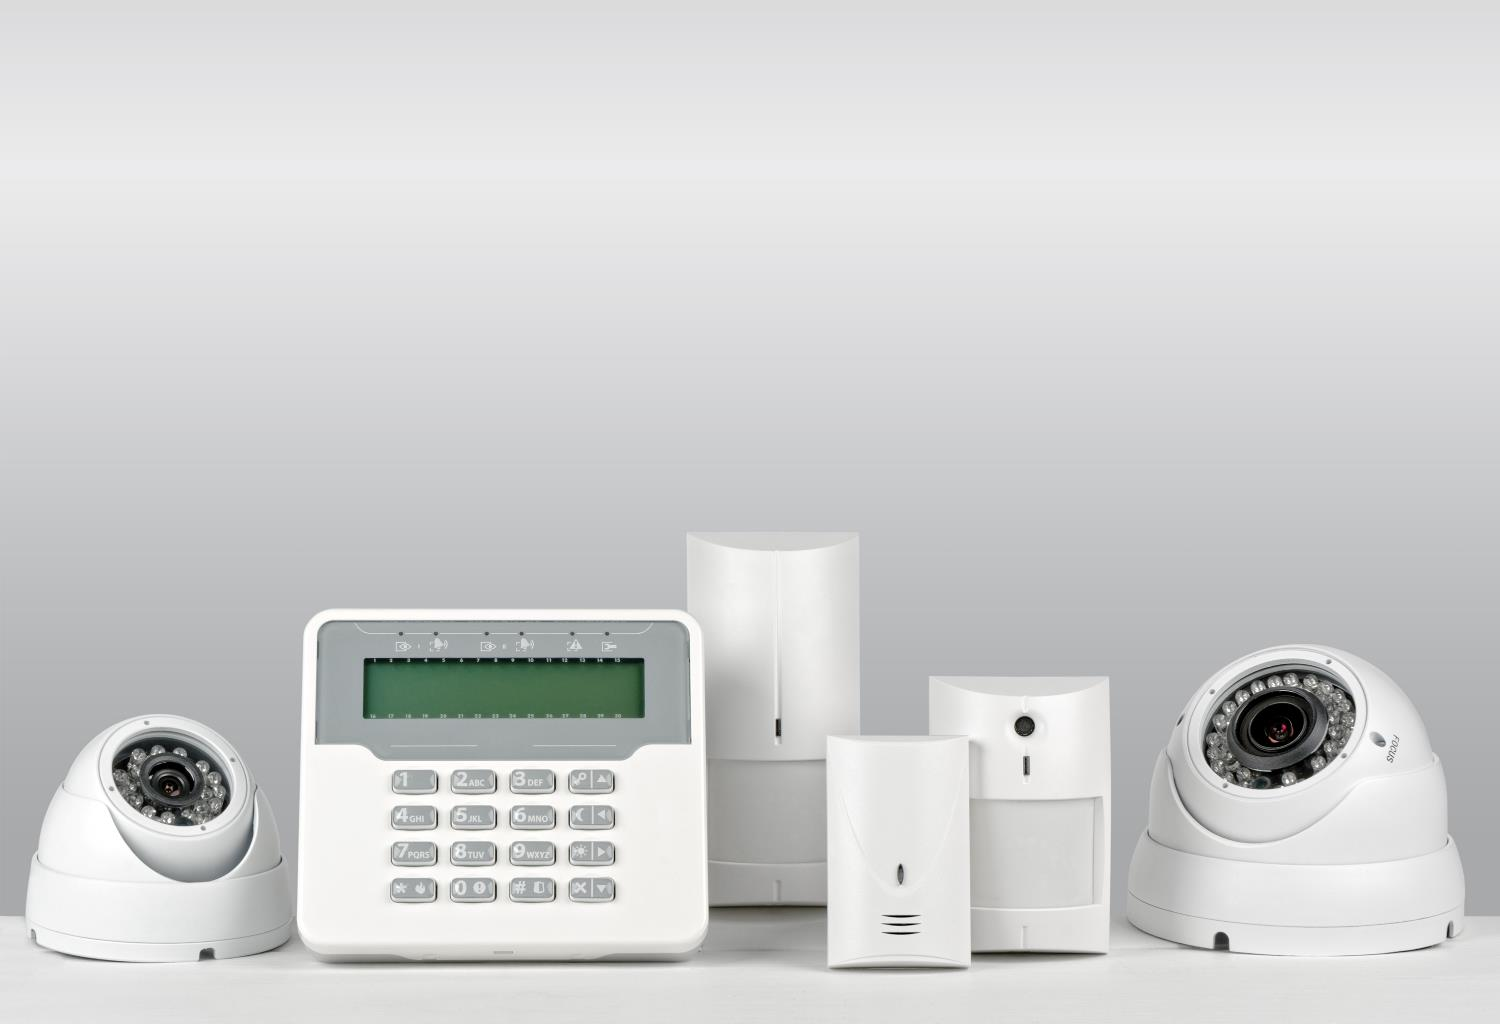 I II
1 2 3 4 5 6 7 8 9 10 11 12 13 14 15
16 17 18 19 20 21 22 23 24 25 26 27 28 29 30
1 2ABC 3DEF
4GHI 5JKL 6MNO
7PQRS 8TUV 9WXYZ
* 0 #
FOCUS